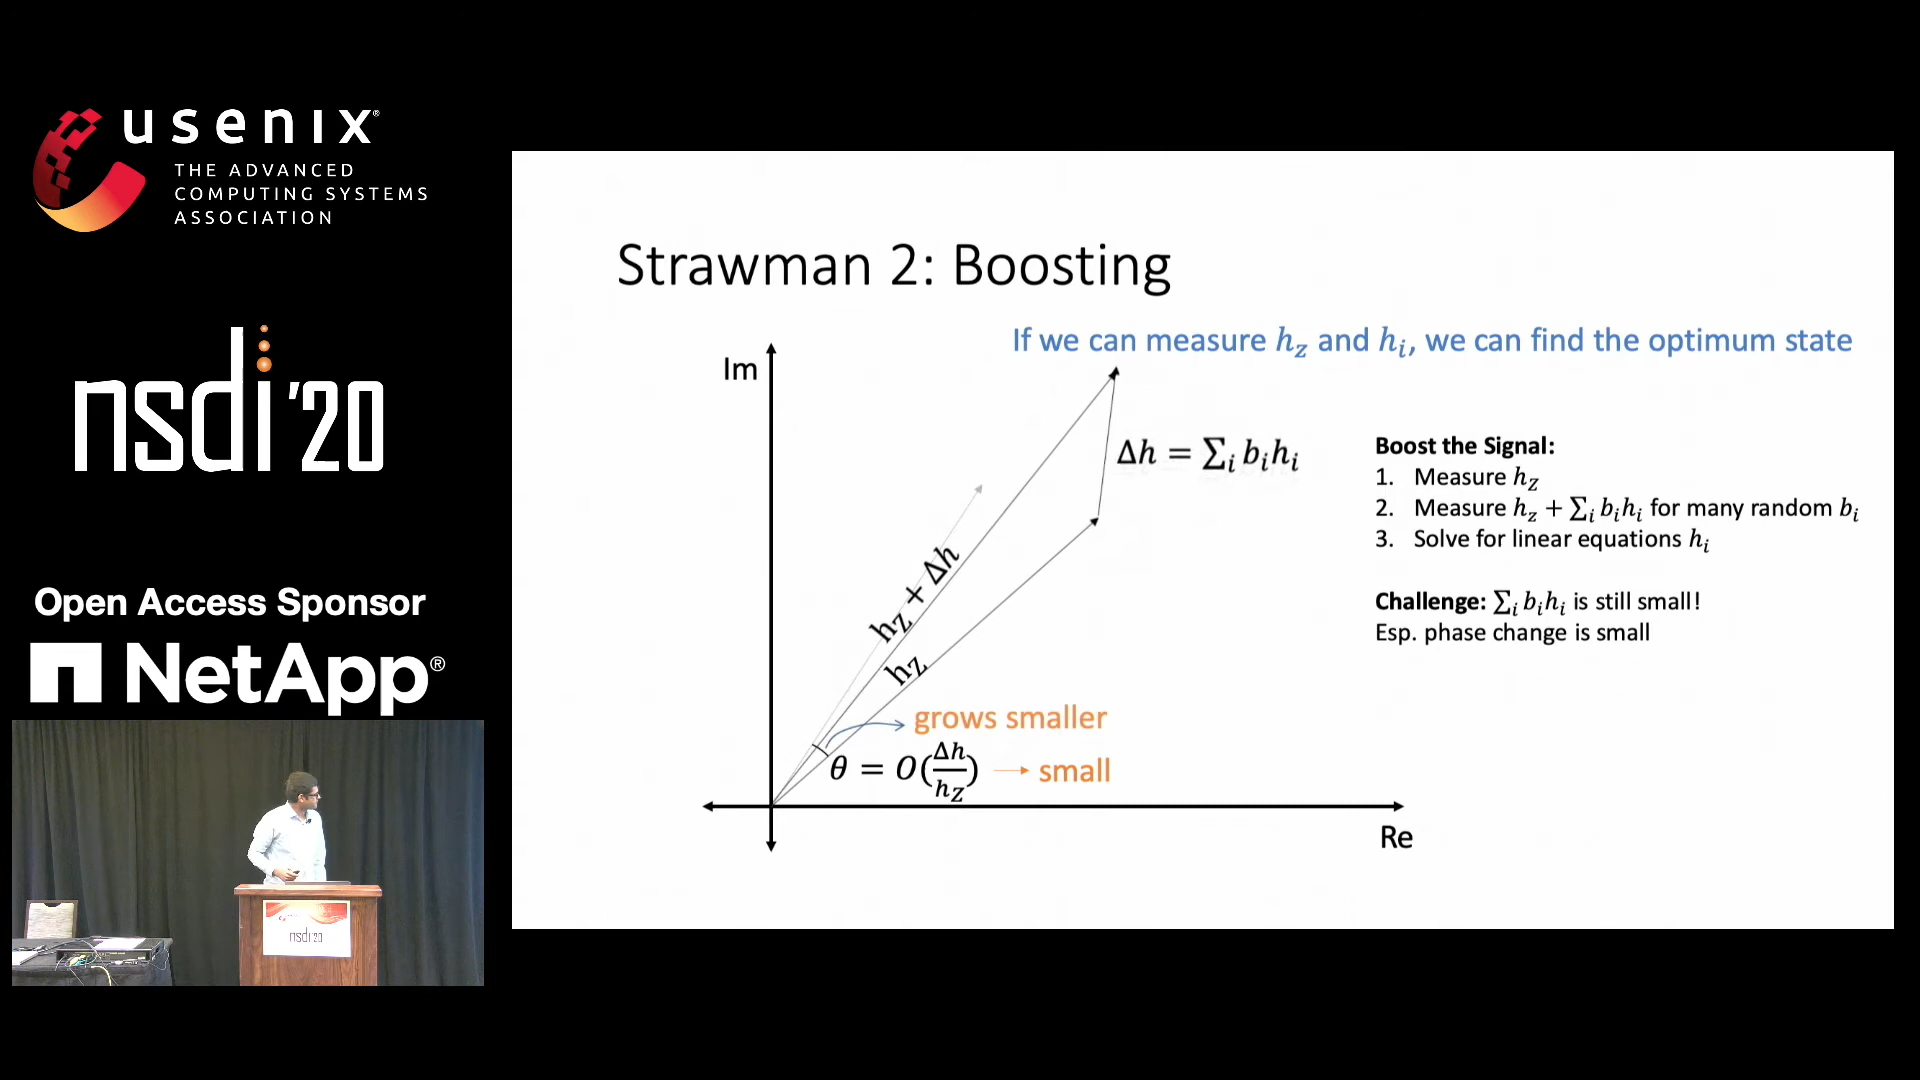 usenix®
THE ADVANCED
COMPUTING SYSTEMS
ASSOCIATION
nsdi '20
Open Access Sponsor
NetApp®
nsdi '20
Strawman 2: Boosting
If we can measure h_z and h_i, we can find the optimum state
Im
Δh = ∑_i b_i h_i
h_Z + Δh
h_Z
grows smaller
θ = O(Δh/h_Z) → small
Re
Boost the Signal:
1. Measure h_Z
2. Measure h_z + ∑_i b_i h_i for many random b_i
3. Solve for linear equations h_i
Challenge: ∑_i b_i h_i is still small!
Esp. phase change is small